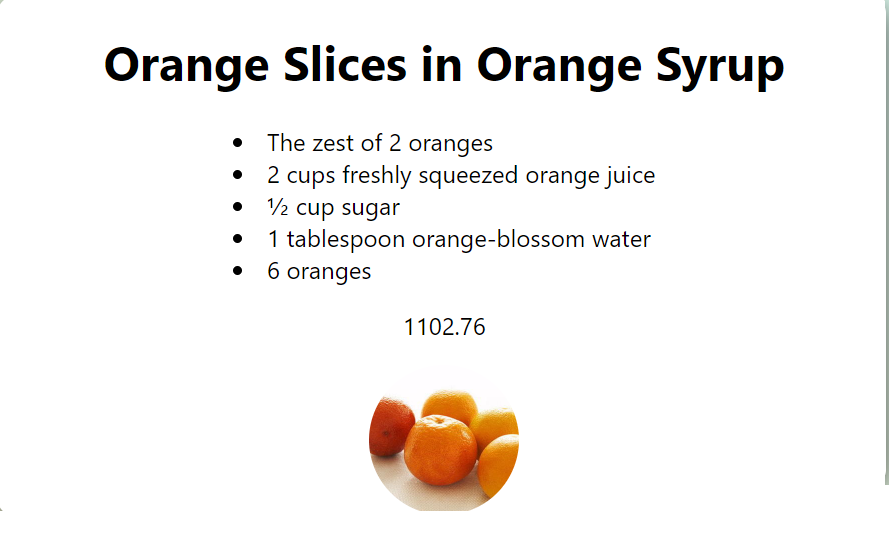 Orange Slices in Orange Syrup
• The zest of 2 oranges
• 2 cups freshly squeezed orange juice
• ½ cup sugar
• 1 tablespoon orange-blossom water
• 6 oranges
1102.76